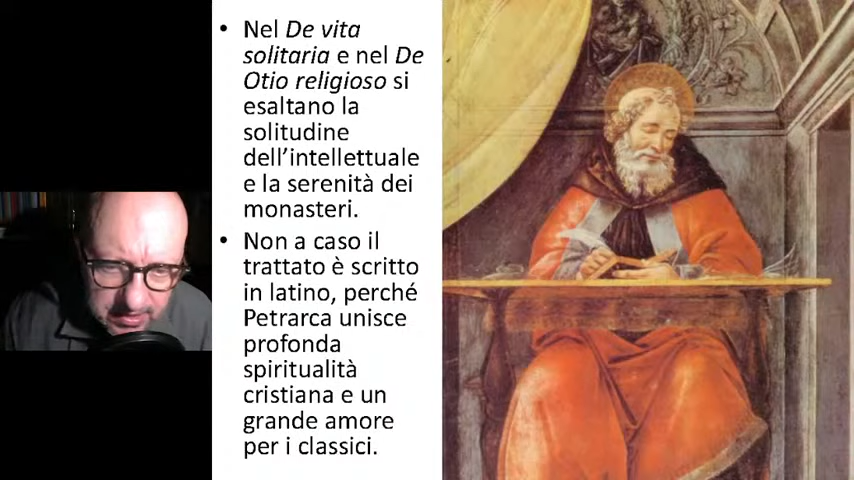 • Nel De vita
solitaria e nel De
Otio religioso si
esaltano la
solitudine
dell’intellettuale
e la serenità dei
monasteri.
• Non a caso il
trattato è scritto
in latino, perché
Petrarca unisce
profonda
spiritualità
cristiana e un
grande amore
per i classici.